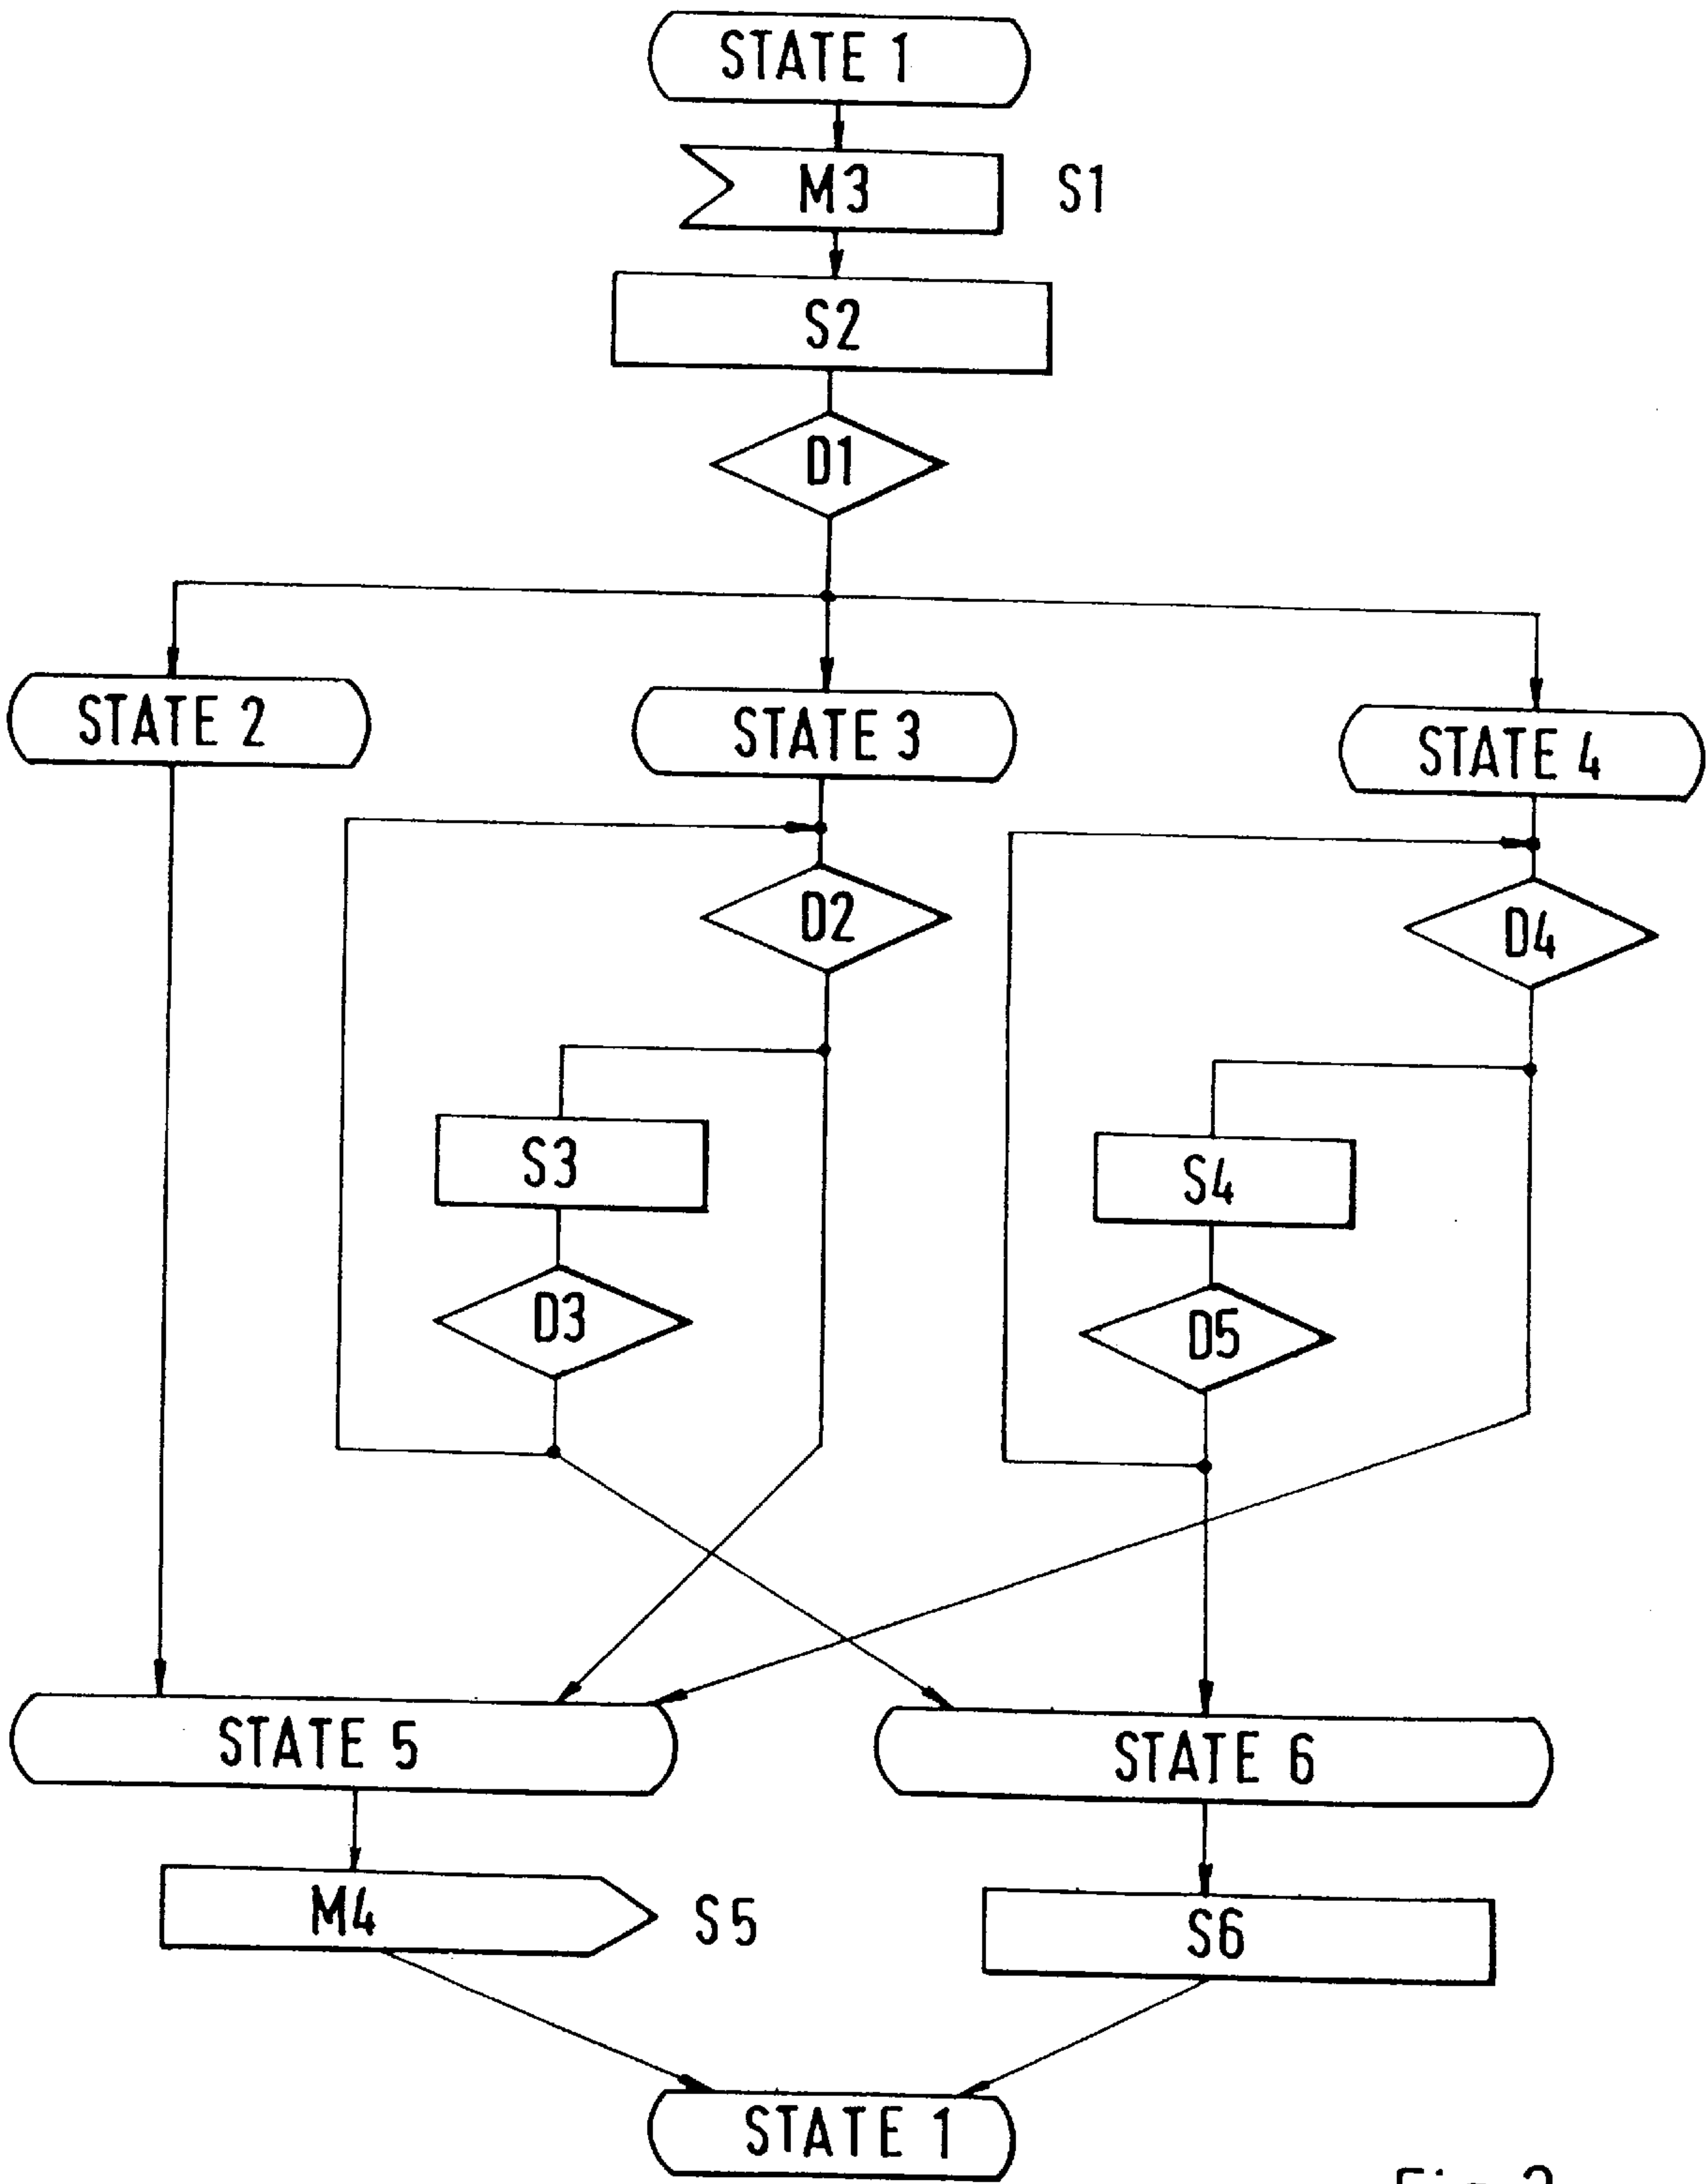 STATE 1
M3 S1
S2
D1
STATE 2 STATE 3 STATE 4
D2 D4
S3 S4
D3 D5
STATE 5 STATE 6
M4 S5 S6
STATE 1